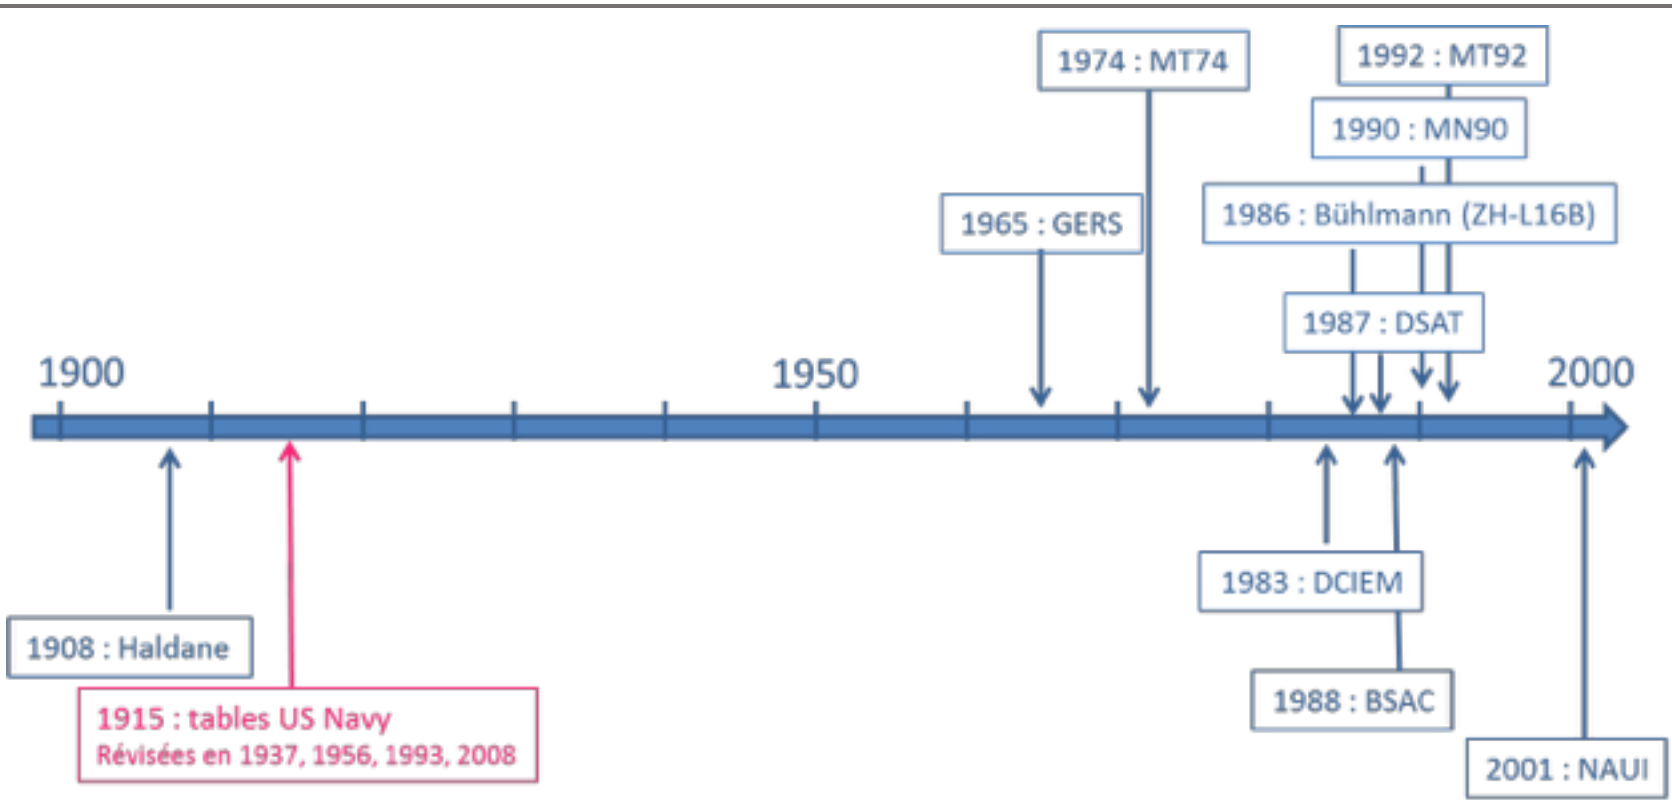 1974 : MT74
1992 : MT92
1990 : MN90
1965 : GERS
1986 : Bühlmann (ZH-L16B)
1987 : DSAT
1900
1950
2000
1983 : DCIEM
1908 : Haldane
1988 : BSAC
1915 : tables US Navy
Révisées en 1937, 1956, 1993, 2008
2001 : NAUI